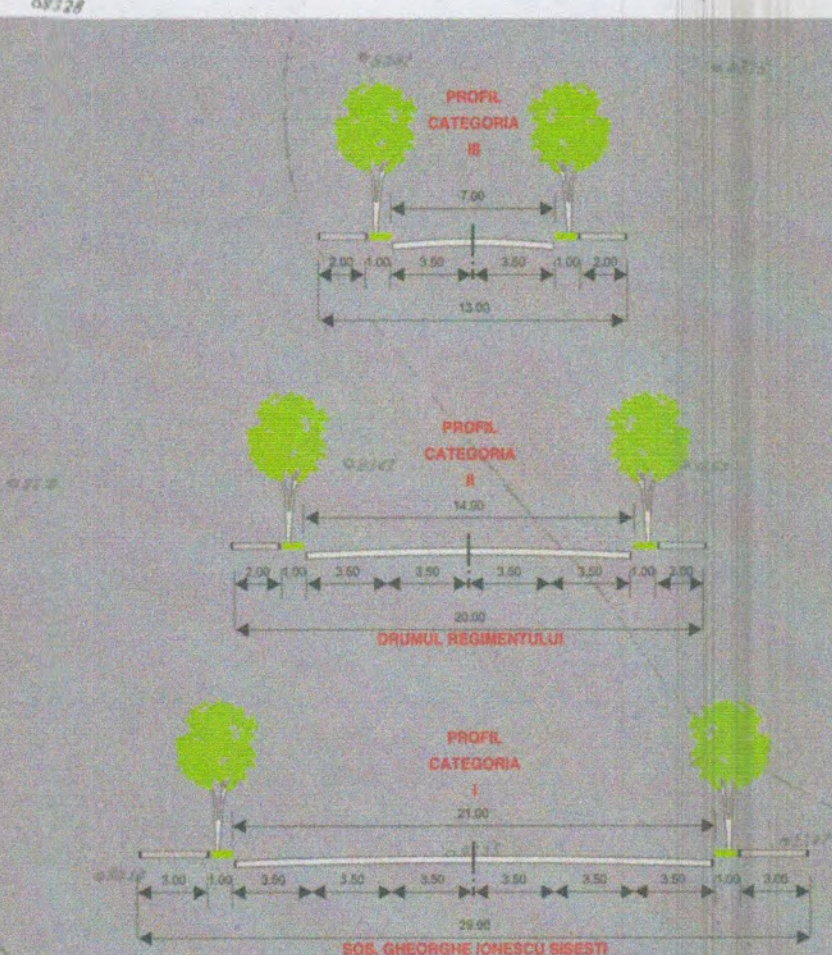 08328
PROFIL
CATEGORIA
III
7.00
2.00 1.00 3.50 3.50 1.00 2.00
13.00
PROFIL
CATEGORIA
II
14.00
2.00 1.00 3.50 3.50 3.50 3.50 1.00 2.00
20.00
DRUMUL REGIMENTULUI
PROFIL
CATEGORIA
I
21.00
3.00 1.00 3.50 3.50 3.50 3.50 3.50 3.50 1.00 3.00
29.00
SOS. GHEORGHE IONESCU SISESTI